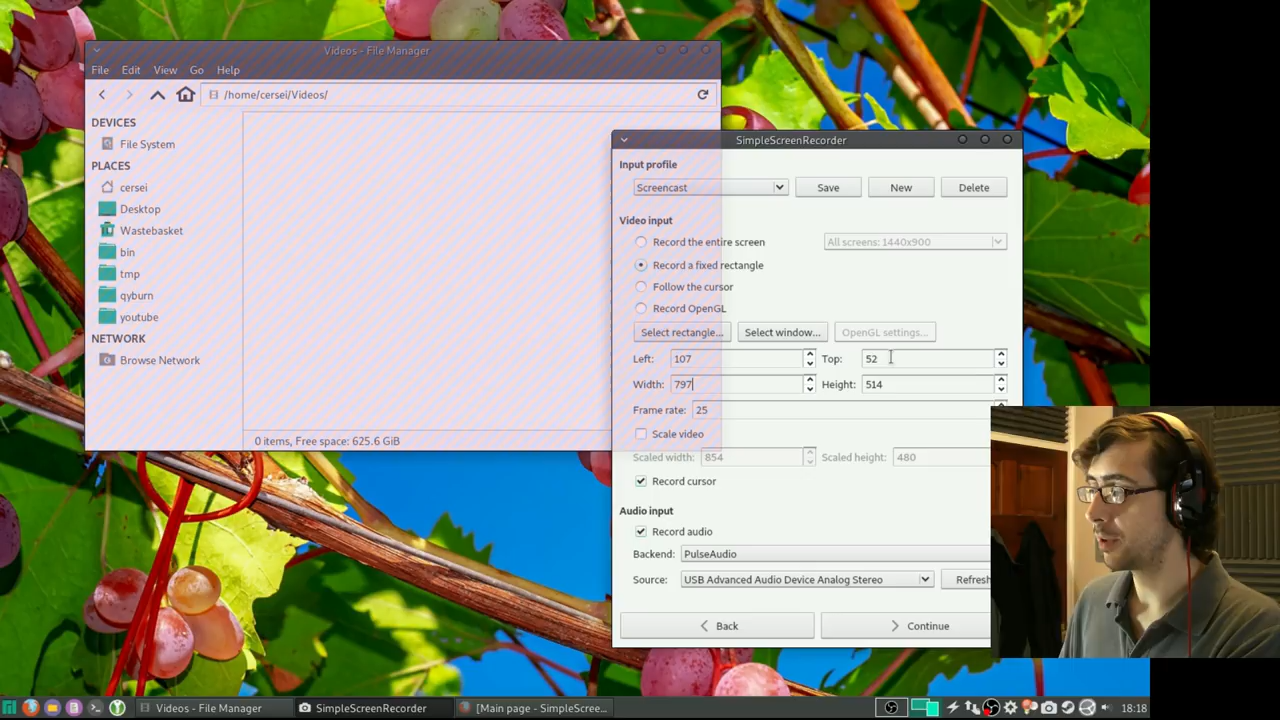 Videos - File Manager
File Edit View Go Help
/home/cersei/Videos/
DEVICES
File System
PLACES
cersei
Desktop
Wastebasket
bin
tmp
qyburn
youtube
NETWORK
Browse Network
0 items, Free space: 625.6 GiB
SimpleScreenRecorder
Input profile
Screencast Save New Delete
Video input
Record the entire screen All screens: 1440x900
Record a fixed rectangle
Follow the cursor
Record OpenGL
Select rectangle... Select window... OpenGL settings...
Left: 107 Top: 52
Width: 797 Height: 514
Frame rate: 25
Scale video
Scaled width: 854 Scaled height: 480
Record cursor
Audio input
Record audio
Backend: PulseAudio
Source: USB Advanced Audio Device Analog Stereo Refresh
Back Continue
Videos - File Manager SimpleScreenRecorder [Main page - SimpleScree... 18:18